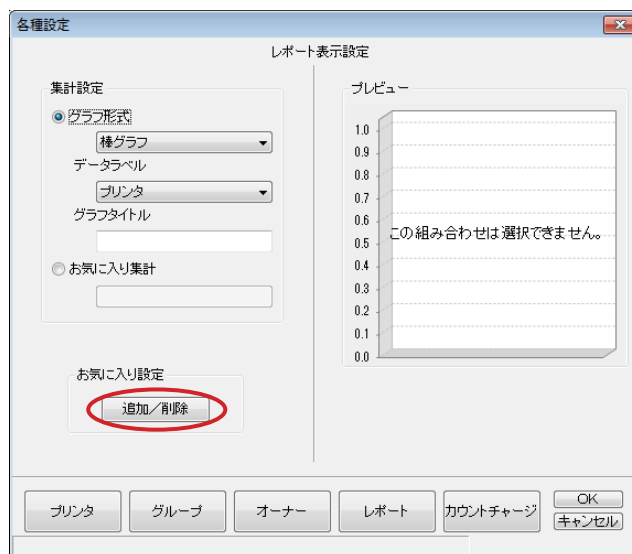 各種設定
レポート表示設定
集計設定
グラフ形式
棒グラフ
データラベル
プリンタ
グラフタイトル
お気に入り集計
お気に入り設定
追加／削除
プレビュー
1.0
0.9
0.8
0.7
0.6
0.5
0.4
0.3
0.2
0.1
0.0
この組み合わせは選択できません。
プリンタ
グループ
オーナー
レポート
カウントチャージ
OK
キャンセル